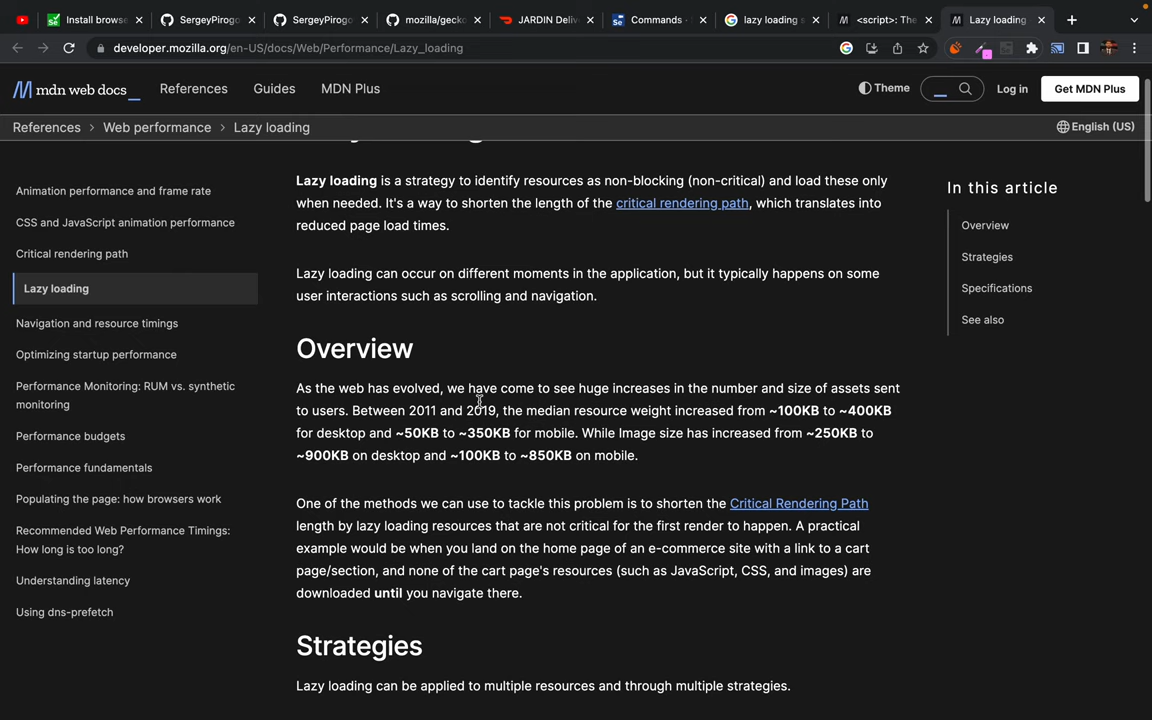 Install browse
SergeyPirogo
SergeyPirogo
mozilla/geck
JARDIN Deliv
Commands -
lazy loading s
<script>: The
Lazy loading
developer.mozilla.org/en-US/docs/Web/Performance/Lazy_loading
mdn web docs_
References
Guides
MDN Plus
Theme
Log in
Get MDN Plus
References > Web performance > Lazy loading
English (US)
Animation performance and frame rate
CSS and JavaScript animation performance
Critical rendering path
Lazy loading
Navigation and resource timings
Optimizing startup performance
Performance Monitoring: RUM vs. synthetic
monitoring
Performance budgets
Performance fundamentals
Populating the page: how browsers work
Recommended Web Performance Timings:
How long is too long?
Understanding latency
Using dns-prefetch
Lazy loading is a strategy to identify resources as non-blocking (non-critical) and load these only
when needed. It's a way to shorten the length of the critical rendering path, which translates into
reduced page load times.
Lazy loading can occur on different moments in the application, but it typically happens on some
user interactions such as scrolling and navigation.
Overview
As the web has evolved, we have come to see huge increases in the number and size of assets sent
to users. Between 2011 and 2019, the median resource weight increased from ~100KB to ~400KB
for desktop and ~50KB to ~350KB for mobile. While Image size has increased from ~250KB to
~900KB on desktop and ~100KB to ~850KB on mobile.
One of the methods we can use to tackle this problem is to shorten the Critical Rendering Path
length by lazy loading resources that are not critical for the first render to happen. A practical
example would be when you land on the home page of an e-commerce site with a link to a cart
page/section, and none of the cart page's resources (such as JavaScript, CSS, and images) are
downloaded until you navigate there.
Strategies
Lazy loading can be applied to multiple resources and through multiple strategies.
In this article
Overview
Strategies
Specifications
See also